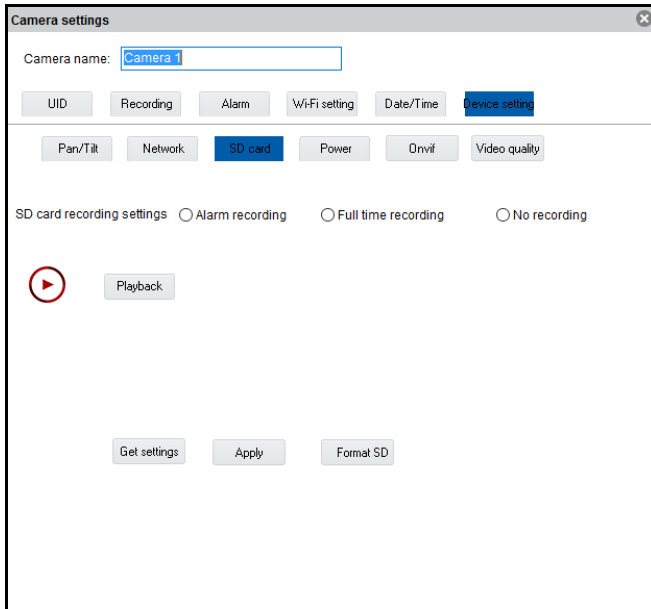 Camera settings
Camera name: Camera 1
UID Recording Alarm Wi-Fi setting Date/Time Device setting
Pan/Tilt Network SD card Power Onvif Video quality
SD card recording settings Alarm recording Full time recording No recording
Playback
Get settings Apply Format SD